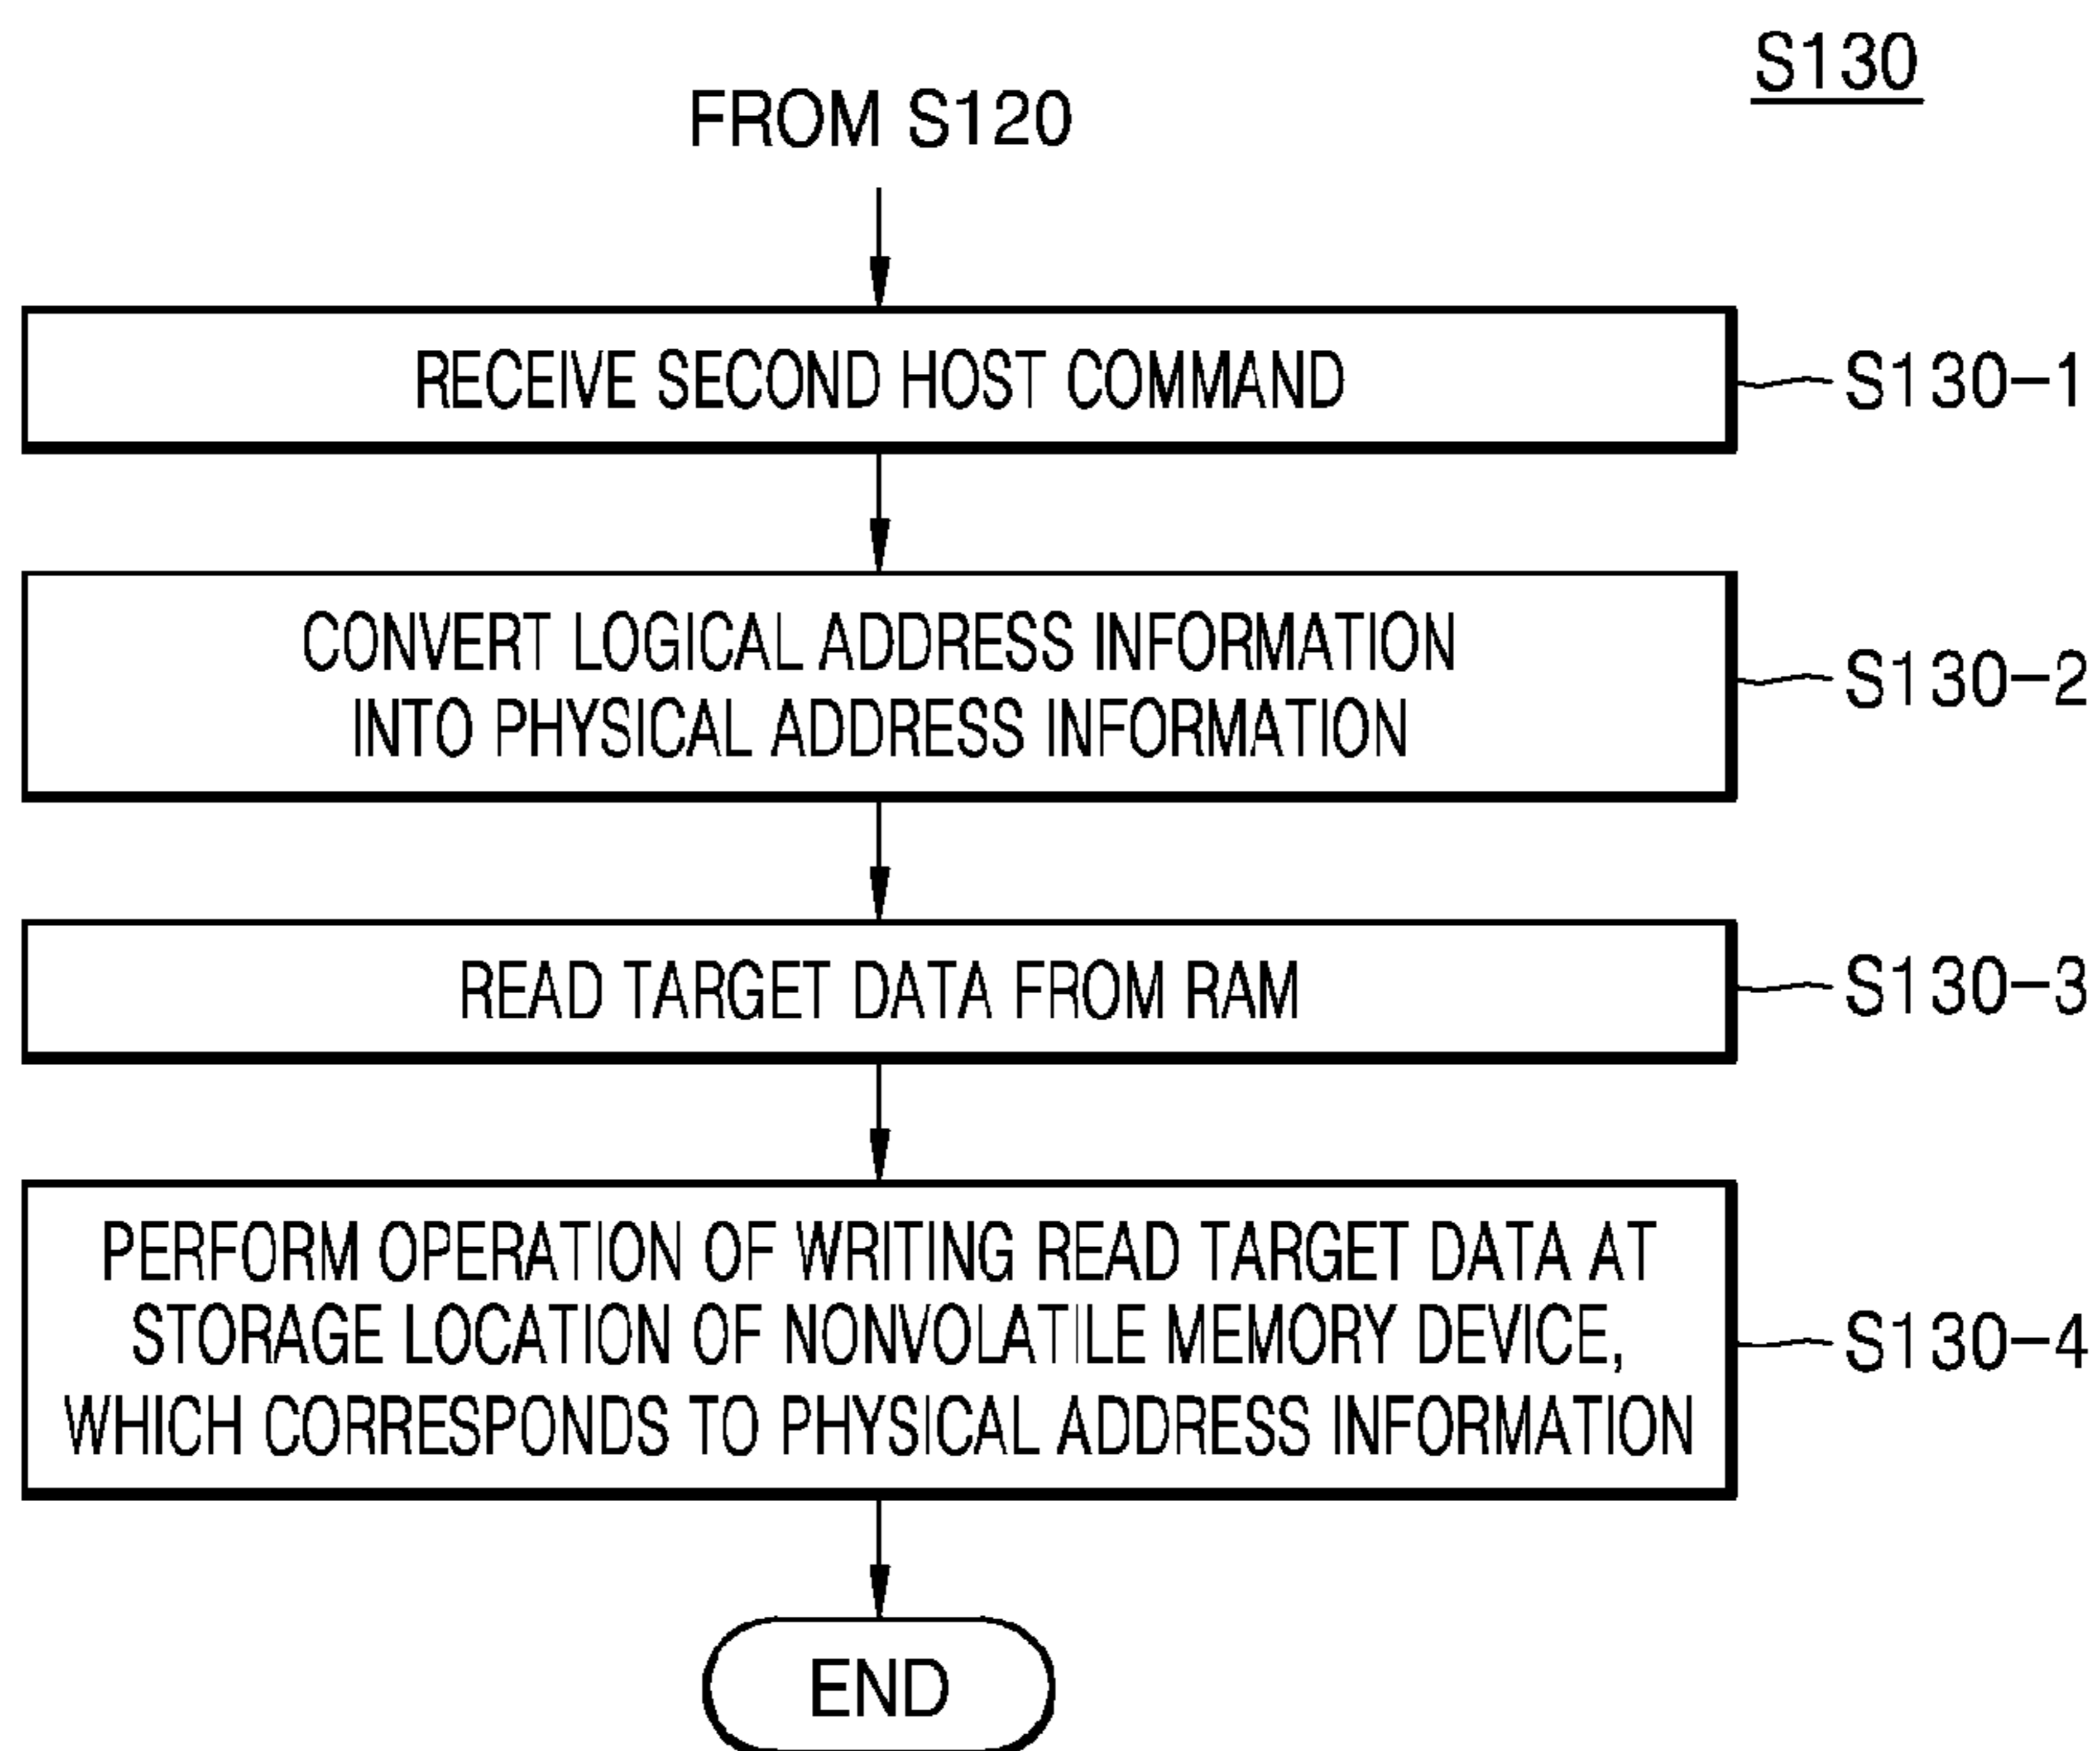 S130
FROM S120
RECEIVE SECOND HOST COMMAND
S130-1
CONVERT LOGICAL ADDRESS INFORMATION
INTO PHYSICAL ADDRESS INFORMATION
S130-2
READ TARGET DATA FROM RAM
S130-3
PERFORM OPERATION OF WRITING READ TARGET DATA AT
STORAGE LOCATION OF NONVOLATILE MEMORY DEVICE,
WHICH CORRESPONDS TO PHYSICAL ADDRESS INFORMATION
S130-4
END